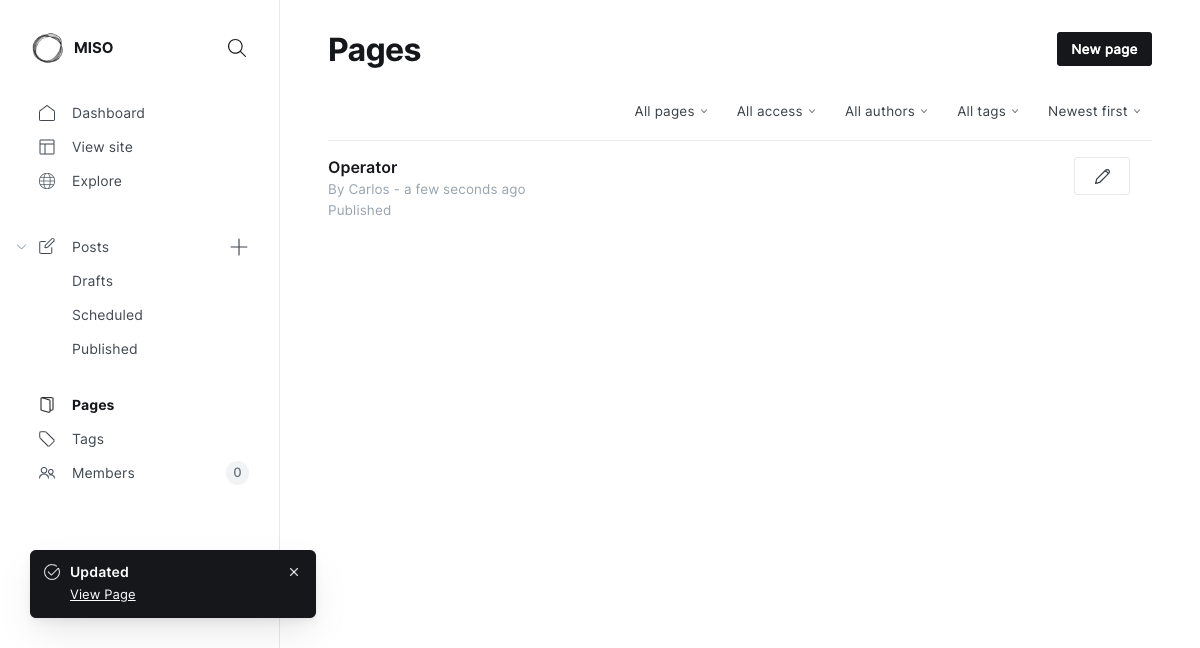 MISO
Dashboard
View site
Explore
Posts
Drafts
Scheduled
Published
Pages
Tags
Members 0
Pages
New page
All pages All access All authors All tags Newest first
Operator
By Carlos - a few seconds ago
Published
Updated
View Page